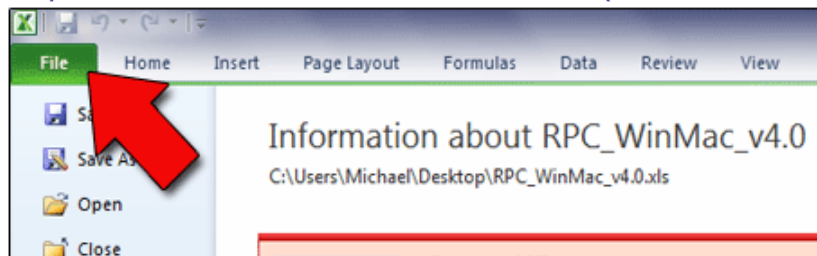 File Home Insert Page Layout Formulas Data Review View
Save As
Information about RPC_WinMac_v4.0
C:\Users\Michael\Desktop\RPC_WinMac_v4.0.xls
Open
Close